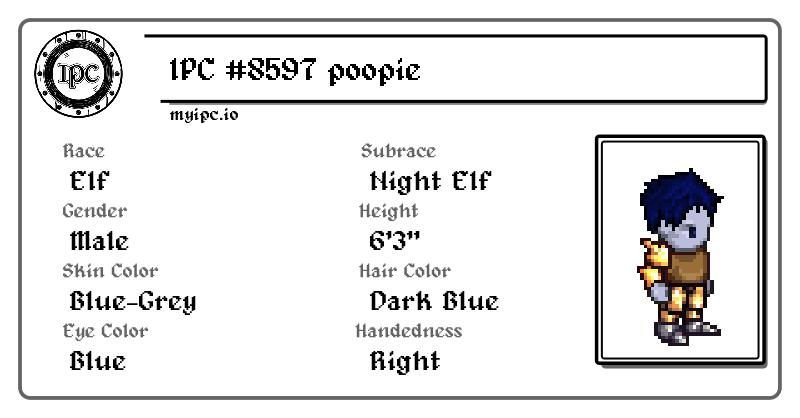 IPC
IPC #8597 poopie
myipc.io
Race
Elf
Subrace
Night Elf
Gender
Male
Height
6'3"
Skin Color
Blue-Grey
Hair Color
Dark Blue
Eye Color
Blue
Handedness
Right